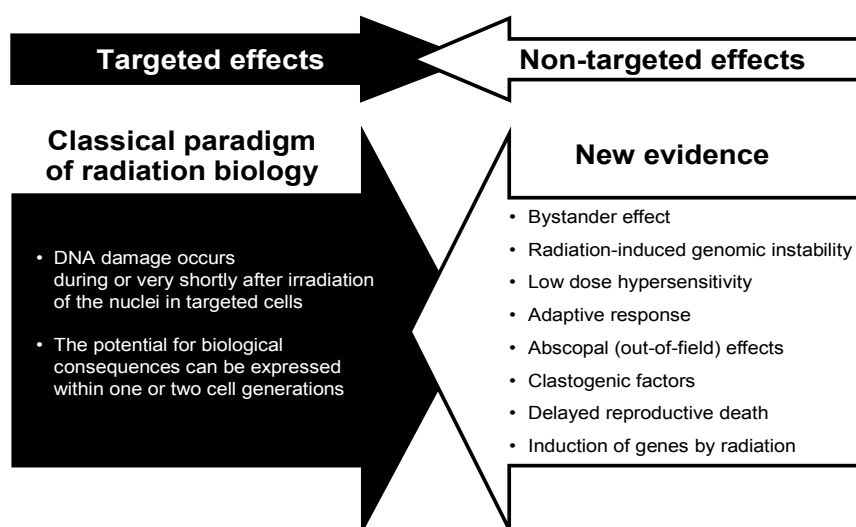 Targeted effects
Non-targeted effects
Classical paradigm
of radiation biology
• DNA damage occurs
during or very shortly after irradiation
of the nuclei in targeted cells
• The potential for biological
consequences can be expressed
within one or two cell generations
New evidence
• Bystander effect
• Radiation-induced genomic instability
• Low dose hypersensitivity
• Adaptive response
• Abscopal (out-of-field) effects
• Clastogenic factors
• Delayed reproductive death
• Induction of genes by radiation